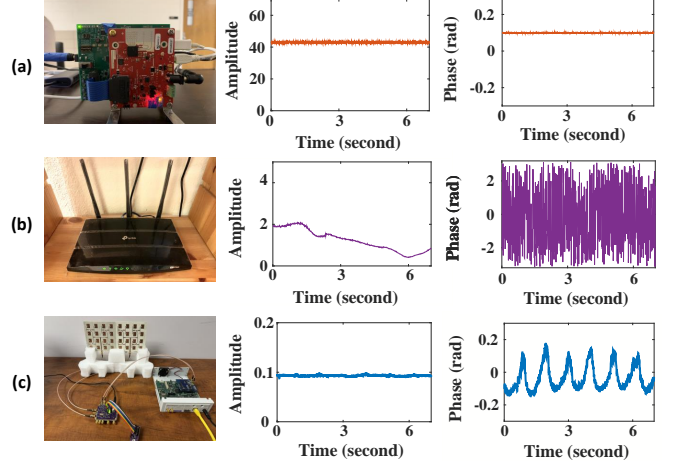 (a)
Amplitude
60
40
20
0
0 3 6
Time (second)
Phase (rad)
0.2
0
-0.2
0 3 6
Time (second)
(b)
Amplitude
4
2
0
0 3 6
Time (second)
Phase (rad)
2
0
-2
0 3 6
Time (second)
(c)
Amplitude
0.2
0.1
0
0 3 6
Time (second)
Phase (rad)
0.2
0
-0.2
0 3 6
Time (second)